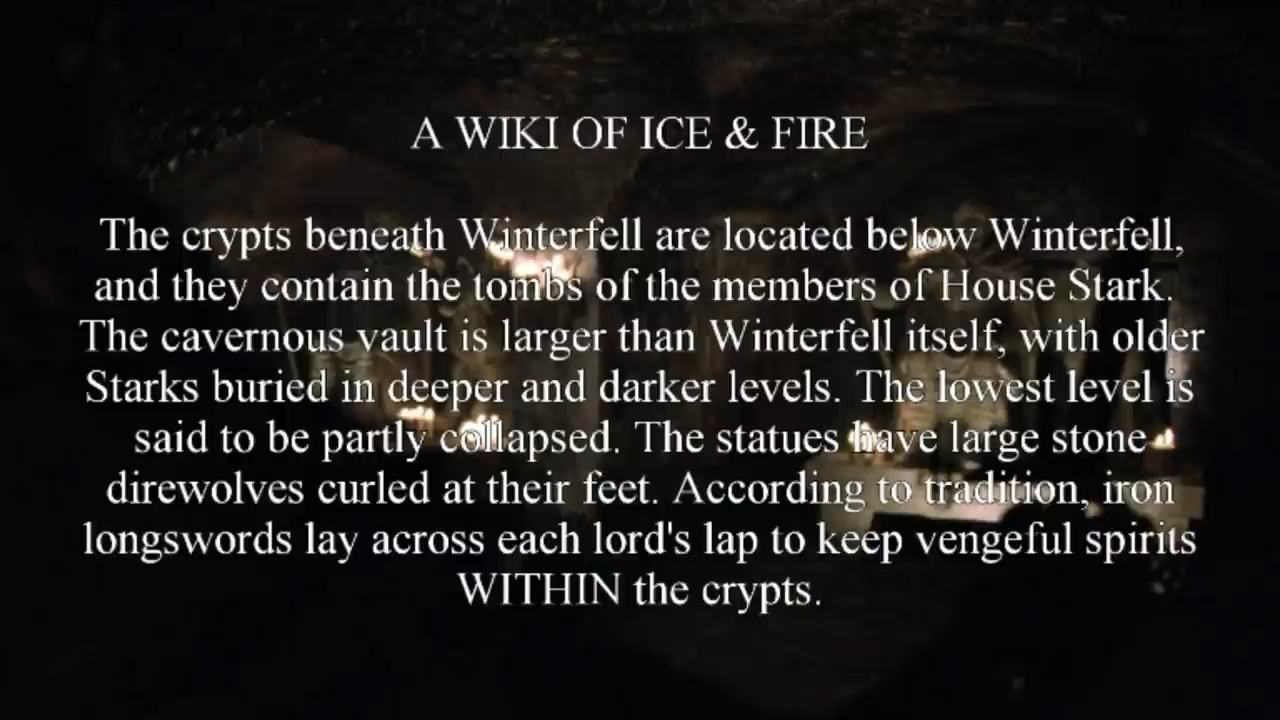 A WIKI OF ICE & FIRE
The crypts beneath Winterfell are located below Winterfell,
and they contain the tombs of the members of House Stark.
The cavernous vault is larger than Winterfell itself, with older
Starks buried in deeper and darker levels. The lowest level is
said to be partly collapsed. The statues have large stone
direwolves curled at their feet. According to tradition, iron
longswords lay across each lord's lap to keep vengeful spirits
WITHIN the crypts.